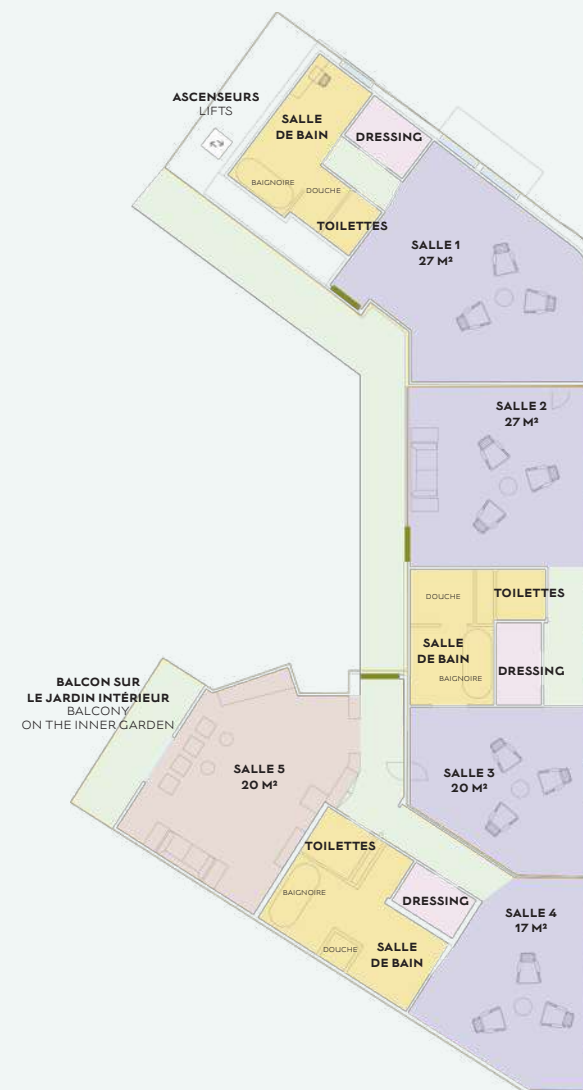 ASCENSEURS
LIFTS
SALLE
DE BAIN
DRESSING
BAIGNOIRE
DOUCHE
TOILETTES
SALLE 1
27 M²
SALLE 2
27 M²
DOUCHE
TOILETTES
SALLE
DE BAIN
BAIGNOIRE
DRESSING
BALCON SUR
LE JARDIN INTÉRIEUR
BALCONY
ON THE INNER GARDEN
SALLE 5
20 M²
SALLE 3
20 M²
TOILETTES
BAIGNOIRE
DRESSING
DOUCHE
SALLE
DE BAIN
SALLE 4
17 M²